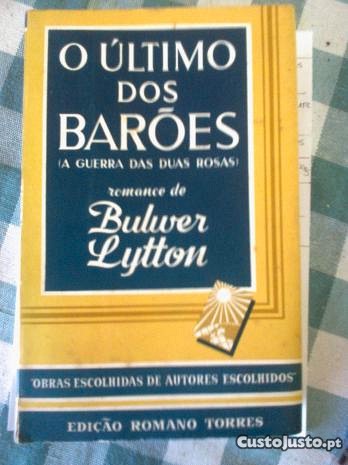 O ÚLTIMO
DOS
BARÕES
(A GUERRA DAS DUAS ROSAS)
romance de
Bulwer
Lytton
"OBRAS ESCOLHIDAS DE AUTORES ESCOLHIDOS"
EDIÇÃO ROMANO TORRES
CustoJusto.pt